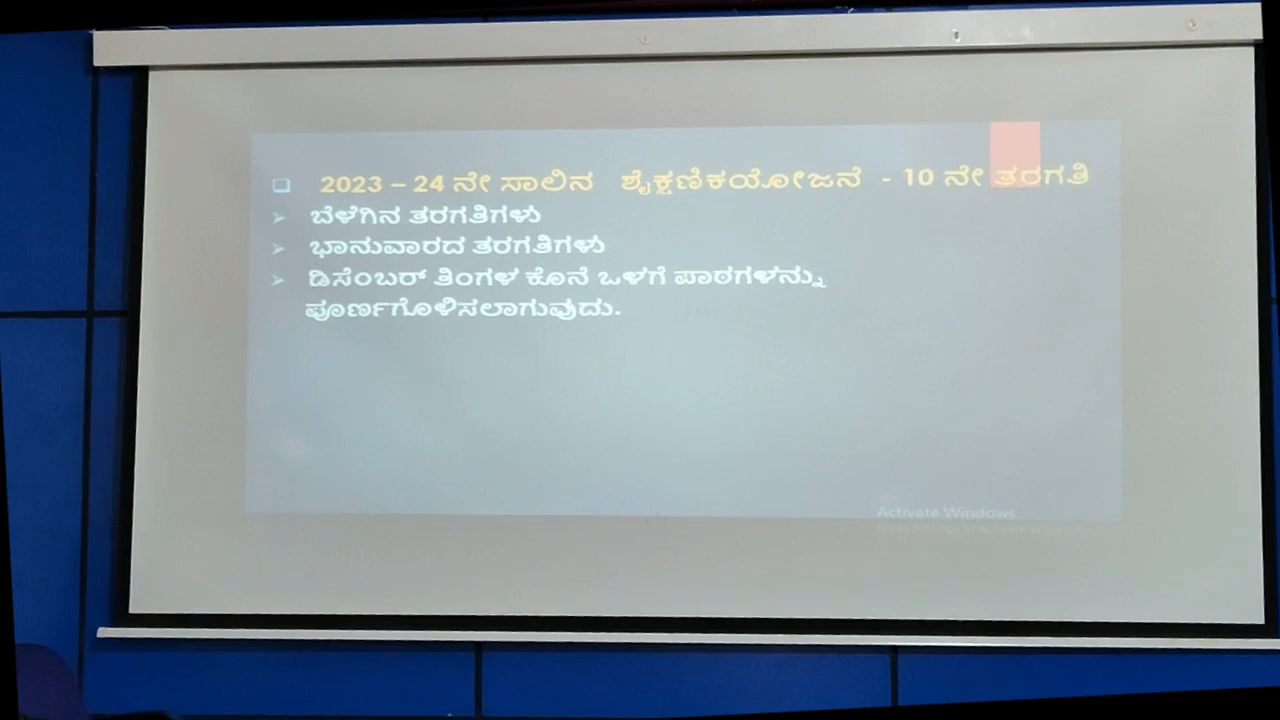 ❑ 2023 – 24 ನೇ ಸಾಲಿನ ಶೈಕ್ಷಣಿಕಯೋಜನೆ - 10 ನೇ ತರಗತಿ
➢ ಬೆಳೆಗಿನ ತರಗತಿಗಳು
➢ ಭಾನುವಾರದ ತರಗತಿಗಳು
➢ ಡಿಸೆಂಬರ್ ತಿಂಗಳ ಕೊನೆ ಒಳಗೆ ಪಾಠಗಳನ್ನು
ಪೂರ್ಣಗೊಳಿಸಲಾಗುವುದು.
Activate Windows